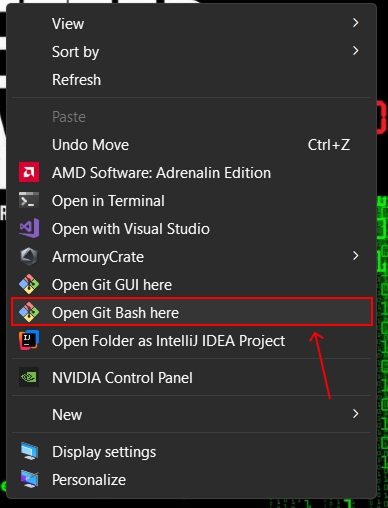 View
Sort by
Refresh
Paste
Undo Move Ctrl+Z
AMD Software: Adrenalin Edition
Open in Terminal
Open with Visual Studio
ArmouryCrate
Open Git GUI here
Open Git Bash here
Open Folder as IntelliJ IDEA Project
NVIDIA Control Panel
New
Display settings
Personalize